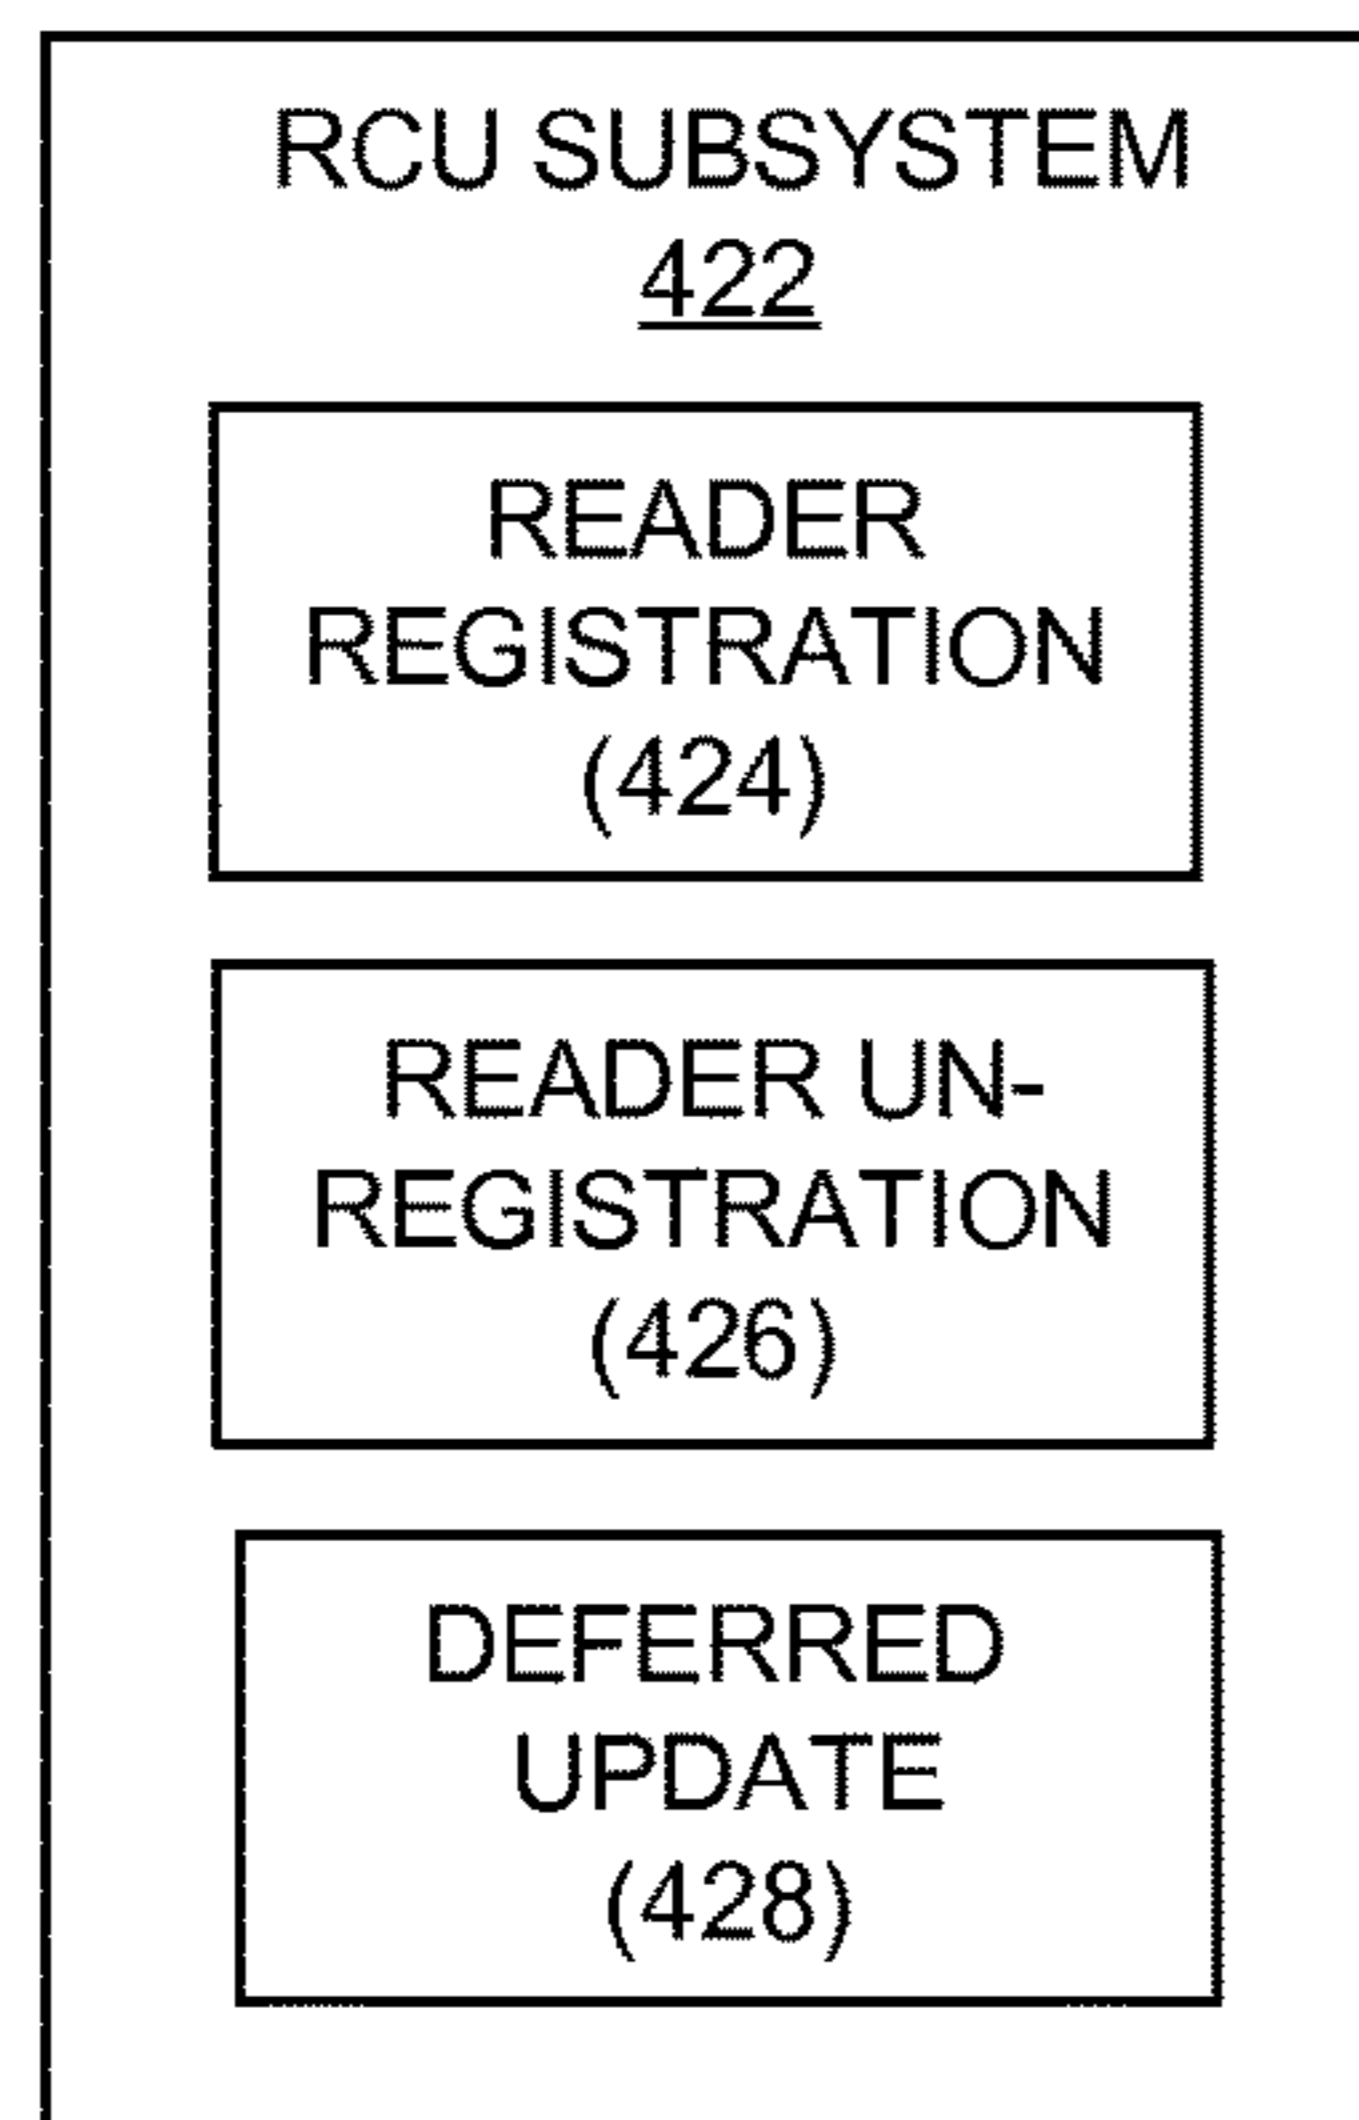 RCU SUBSYSTEM
422
READER
REGISTRATION
(424)
READER UN-
REGISTRATION
(426)
DEFERRED
UPDATE
(428)